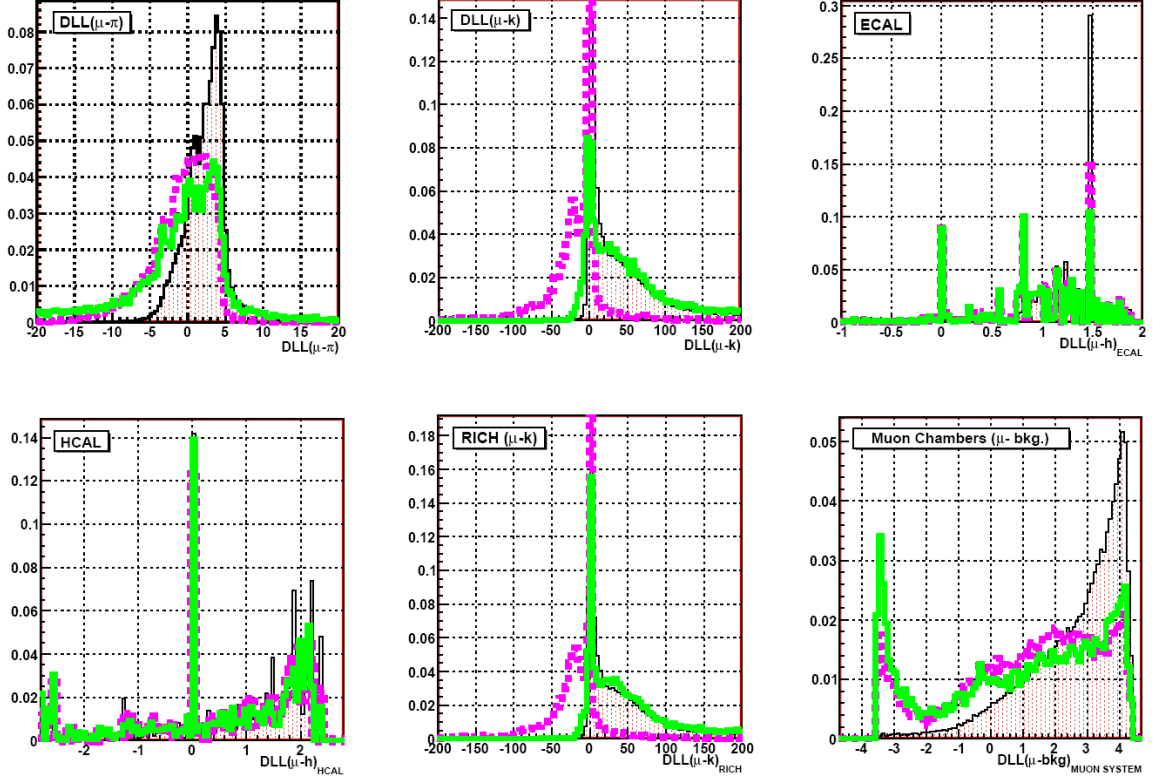 DLL(μ-π)
0.08
0.07
0.06
0.05
0.04
0.03
0.02
0.01
0
-20 -15 -10 -5 0 5 10 15 20
DLL(μ-π)
DLL(μ-k)
0.14
0.12
0.1
0.08
0.06
0.04
0.02
0
-200 -150 -100 -50 0 50 100 150 200
DLL(μ-k)
ECAL
0.3
0.25
0.2
0.15
0.1
0.05
0
-1 -0.5 0 0.5 1 1.5 2
DLL(μ-h)ECAL
HCAL
0.14
0.12
0.1
0.08
0.06
0.04
0.02
0
-2 -1 0 1 2
DLL(μ-h)HCAL
RICH (μ-k)
0.18
0.16
0.14
0.12
0.1
0.08
0.06
0.04
0.02
0
-200 -150 -100 -50 0 50 100 150 200
DLL(μ-k)RICH
Muon Chambers (μ- bkg.)
0.05
0.04
0.03
0.02
0.01
0
-4 -3 -2 -1 0 1 2 3 4
DLL(μ-bkg)MUON SYSTEM